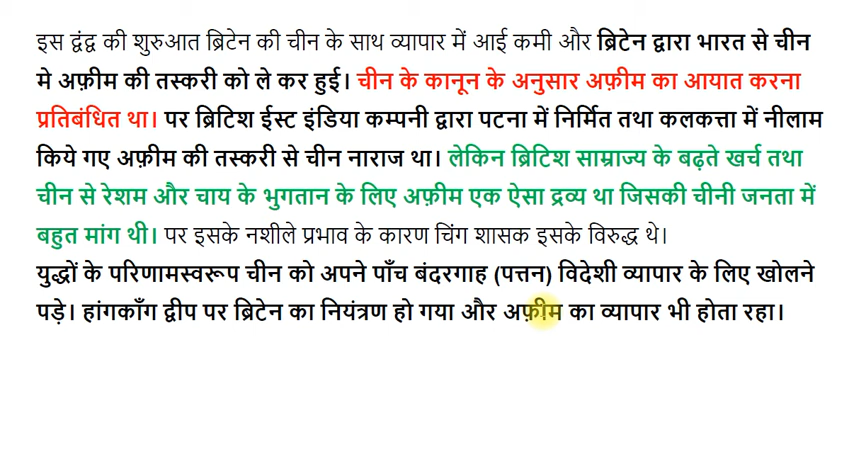 इस द्वंद्व की शुरुआत ब्रिटेन की चीन के साथ व्यापार में आई कमी और ब्रिटेन द्वारा भारत से चीन
मे अफ़ीम की तस्करी को ले कर हुई। चीन के कानून के अनुसार अफ़ीम का आयात करना
प्रतिबंधित था। पर ब्रिटिश ईस्ट इंडिया कम्पनी द्वारा पटना में निर्मित तथा कलकत्ता में नीलाम
किये गए अफ़ीम की तस्करी से चीन नाराज था। लेकिन ब्रिटिश साम्राज्य के बढ़ते खर्च तथा
चीन से रेशम और चाय के भुगतान के लिए अफ़ीम एक ऐसा द्रव्य था जिसकी चीनी जनता में
बहुत मांग थी। पर इसके नशीले प्रभाव के कारण चिंग शासक इसके विरुद्ध थे।
युद्धों के परिणामस्वरूप चीन को अपने पाँच बंदरगाह (पत्तन) विदेशी व्यापार के लिए खोलने
पड़े। हांगकाँग द्वीप पर ब्रिटेन का नियंत्रण हो गया और अफ़ीम का व्यापार भी होता रहा।